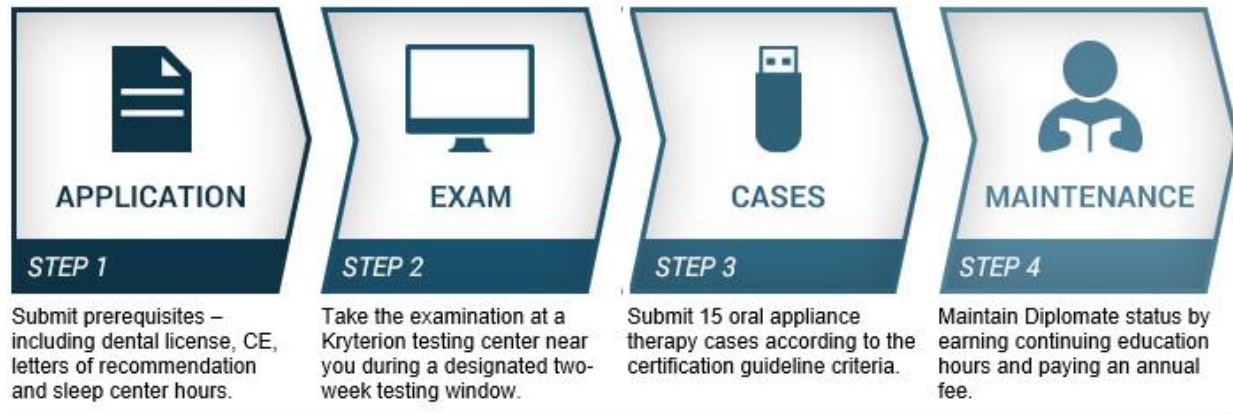 APPLICATION
STEP 1
Submit prerequisites –
including dental license, CE,
letters of recommendation
and sleep center hours.
EXAM
STEP 2
Take the examination at a
Kryterion testing center near
you during a designated two-
week testing window.
CASES
STEP 3
Submit 15 oral appliance
therapy cases according to the
certification guideline criteria.
MAINTENANCE
STEP 4
Maintain Diplomate status by
earning continuing education
hours and paying an annual
fee.